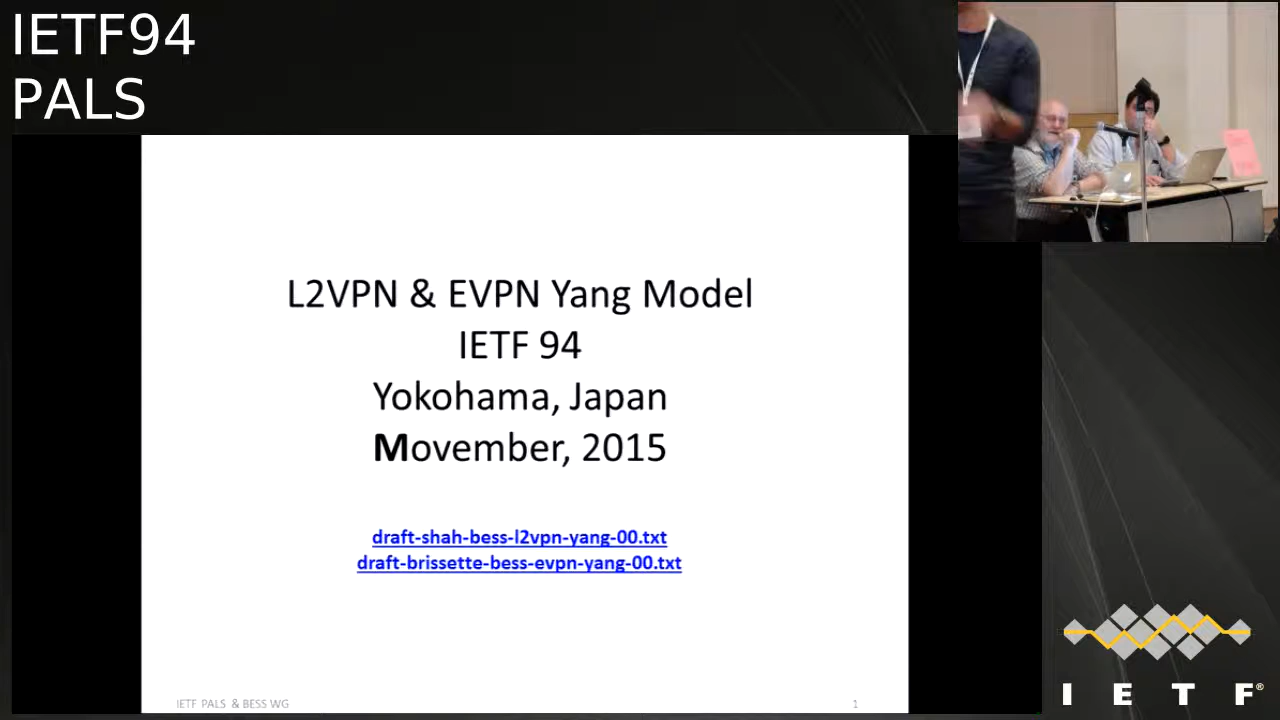 IETF94
PALS
L2VPN & EVPN Yang Model
IETF 94
Yokohama, Japan
Movember, 2015
draft-shah-bess-l2vpn-yang-00.txt
draft-brissette-bess-evpn-yang-00.txt
IETF PALS & BESS WG
1
I E T F®